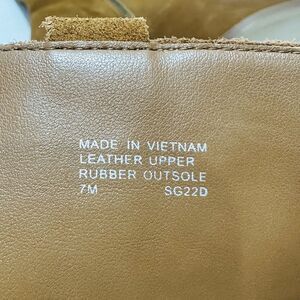 MADE IN VIETNAM
LEATHER UPPER
RUBBER OUTSOLE
7M SG22D